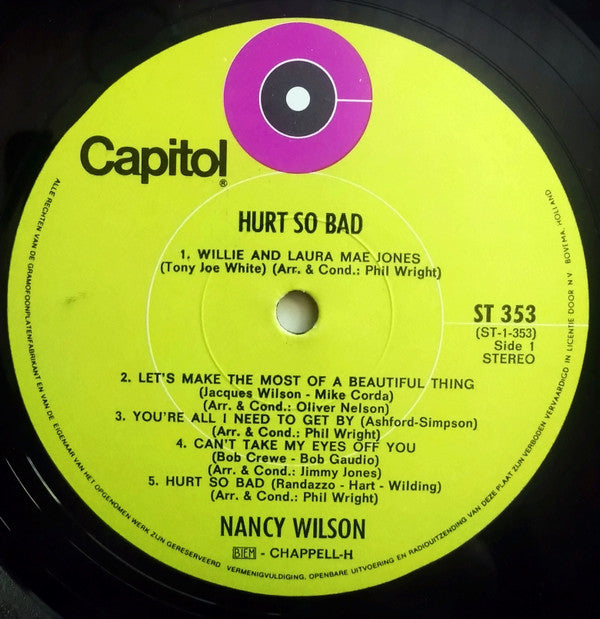 Capitol®
HURT SO BAD
1. WILLIE AND LAURA MAE JONES
(Tony Joe White) (Arr. & Cond.: Phil Wright)
ST 353
(ST-1-353)
Side 1
STEREO
2. LET'S MAKE THE MOST OF A BEAUTIFUL THING
(Jacques Wilson - Mike Corda)
(Arr. & Cond.: Oliver Nelson)
3. YOU'RE ALL I NEED TO GET BY (Ashford-Simpson)
(Arr. & Cond.: Phil Wright)
4. CAN'T TAKE MY EYES OFF YOU
(Bob Crewe - Bob Gaudio)
(Arr. & Cond.: Jimmy Jones)
5. HURT SO BAD (Randazzo - Hart - Wilding)
(Arr. & Cond.: Phil Wright)
NANCY WILSON
BIEM - CHAPPELL-H
ALLE RECHTEN VAN DE GRAMOFOONPLATENFABRIKANT EN VAN DE EIGENAAR VAN HET OPGENOMEN WERK ZIJN GERESERVEERD
VERMENIGVULDIGING, OPENBARE UITVOERING EN RADIOUITZENDING VAN DEZE PLAAT ZIJN VERBODEN
VERVAARDIGD IN LICENTIE DOOR N V BOVEMA, HOLLAND